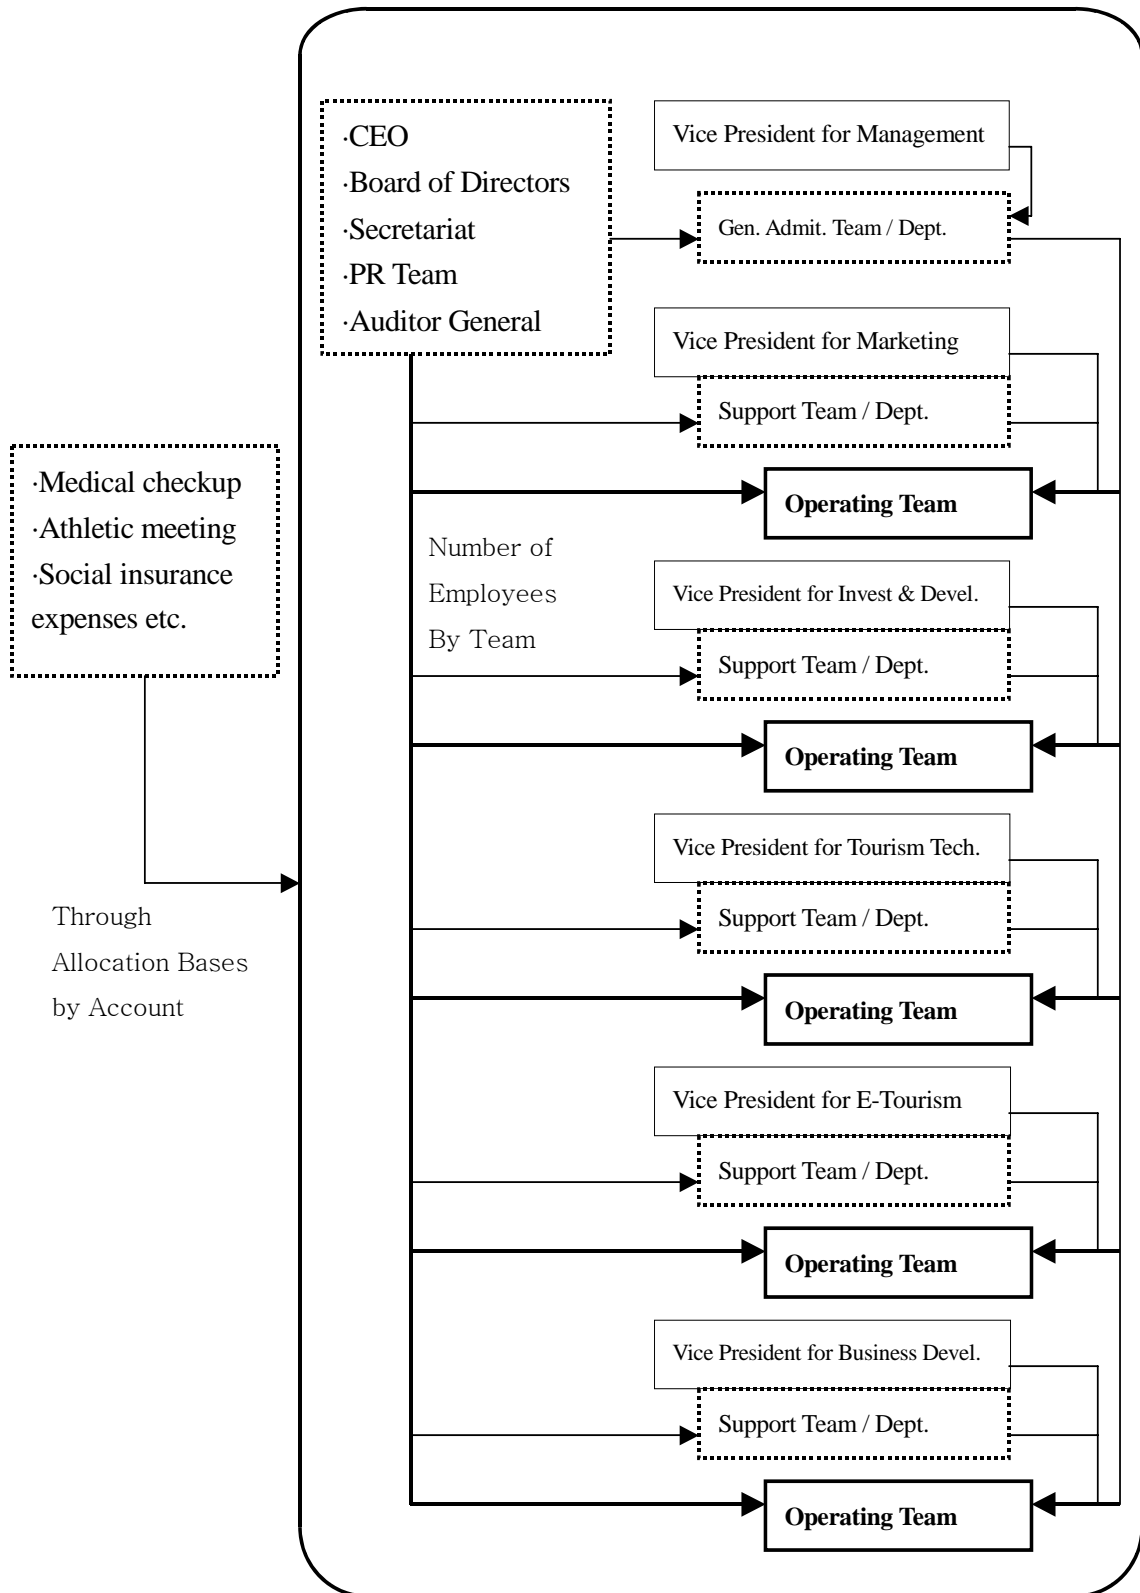 ·CEO
·Board of Directors
·Secretariat
·PR Team
·Auditor General
Vice President for Management
Gen. Admit. Team / Dept.
Vice President for Marketing
Support Team / Dept.
Operating Team
·Medical checkup
·Athletic meeting
·Social insurance
expenses etc.
Number of
Employees
By Team
Vice President for Invest & Devel.
Support Team / Dept.
Operating Team
Vice President for Tourism Tech.
Support Team / Dept.
Operating Team
Through
Allocation Bases
by Account
Vice President for E-Tourism
Support Team / Dept.
Operating Team
Vice President for Business Devel.
Support Team / Dept.
Operating Team